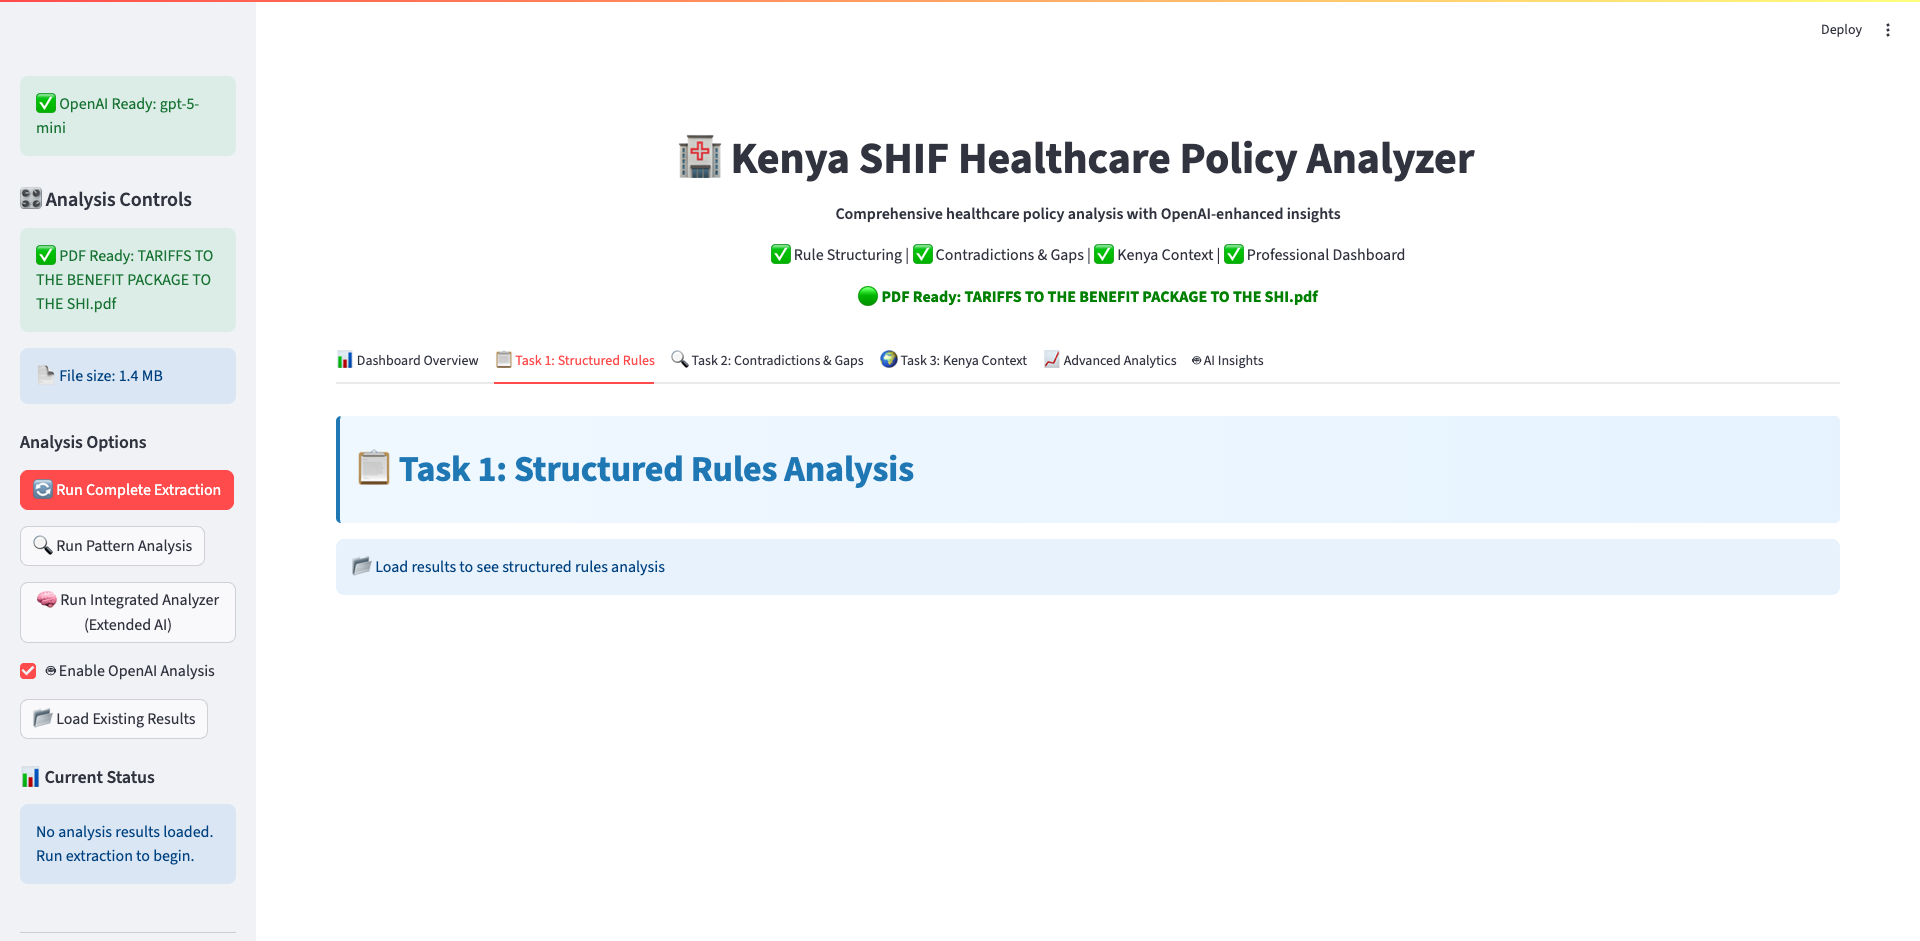 Deploy
✅ OpenAI Ready: gpt-5-
mini
🎛️ Analysis Controls
✅ PDF Ready: TARIFFS TO
THE BENEFIT PACKAGE TO
THE SHI.pdf
📄 File size: 1.4 MB
Analysis Options
🔄 Run Complete Extraction
🔍 Run Pattern Analysis
🧠 Run Integrated Analyzer
(Extended AI)
Enable OpenAI Analysis
📂 Load Existing Results
📊 Current Status
No analysis results loaded.
Run extraction to begin.
🏥 Kenya SHIF Healthcare Policy Analyzer
Comprehensive healthcare policy analysis with OpenAI-enhanced insights
✅ Rule Structuring | ✅ Contradictions & Gaps | ✅ Kenya Context | ✅ Professional Dashboard
🟢 PDF Ready: TARIFFS TO THE BENEFIT PACKAGE TO THE SHI.pdf
📊 Dashboard Overview 📋 Task 1: Structured Rules 🔍 Task 2: Contradictions & Gaps 🌍 Task 3: Kenya Context 📈 Advanced Analytics AI Insights
📋 Task 1: Structured Rules Analysis
📂 Load results to see structured rules analysis